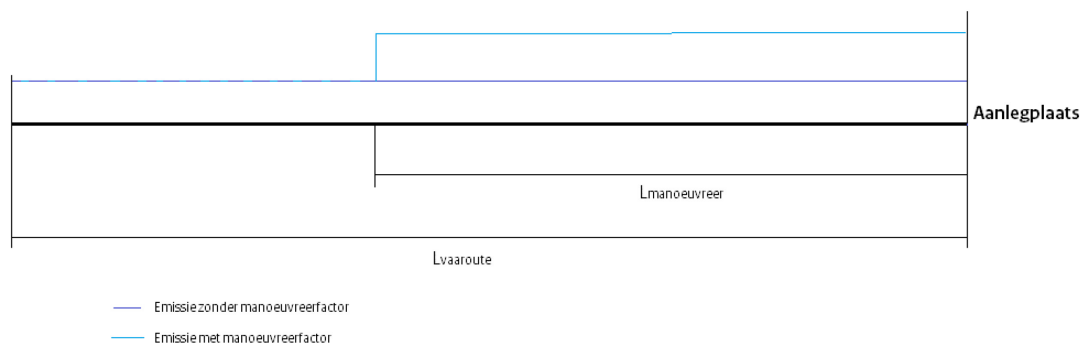 Aanlegplaats
Lmanoeuvreer
Lvaaroute
Emissie zonder manoeuvreerfactor
Emissie met manoeuvreerfactor